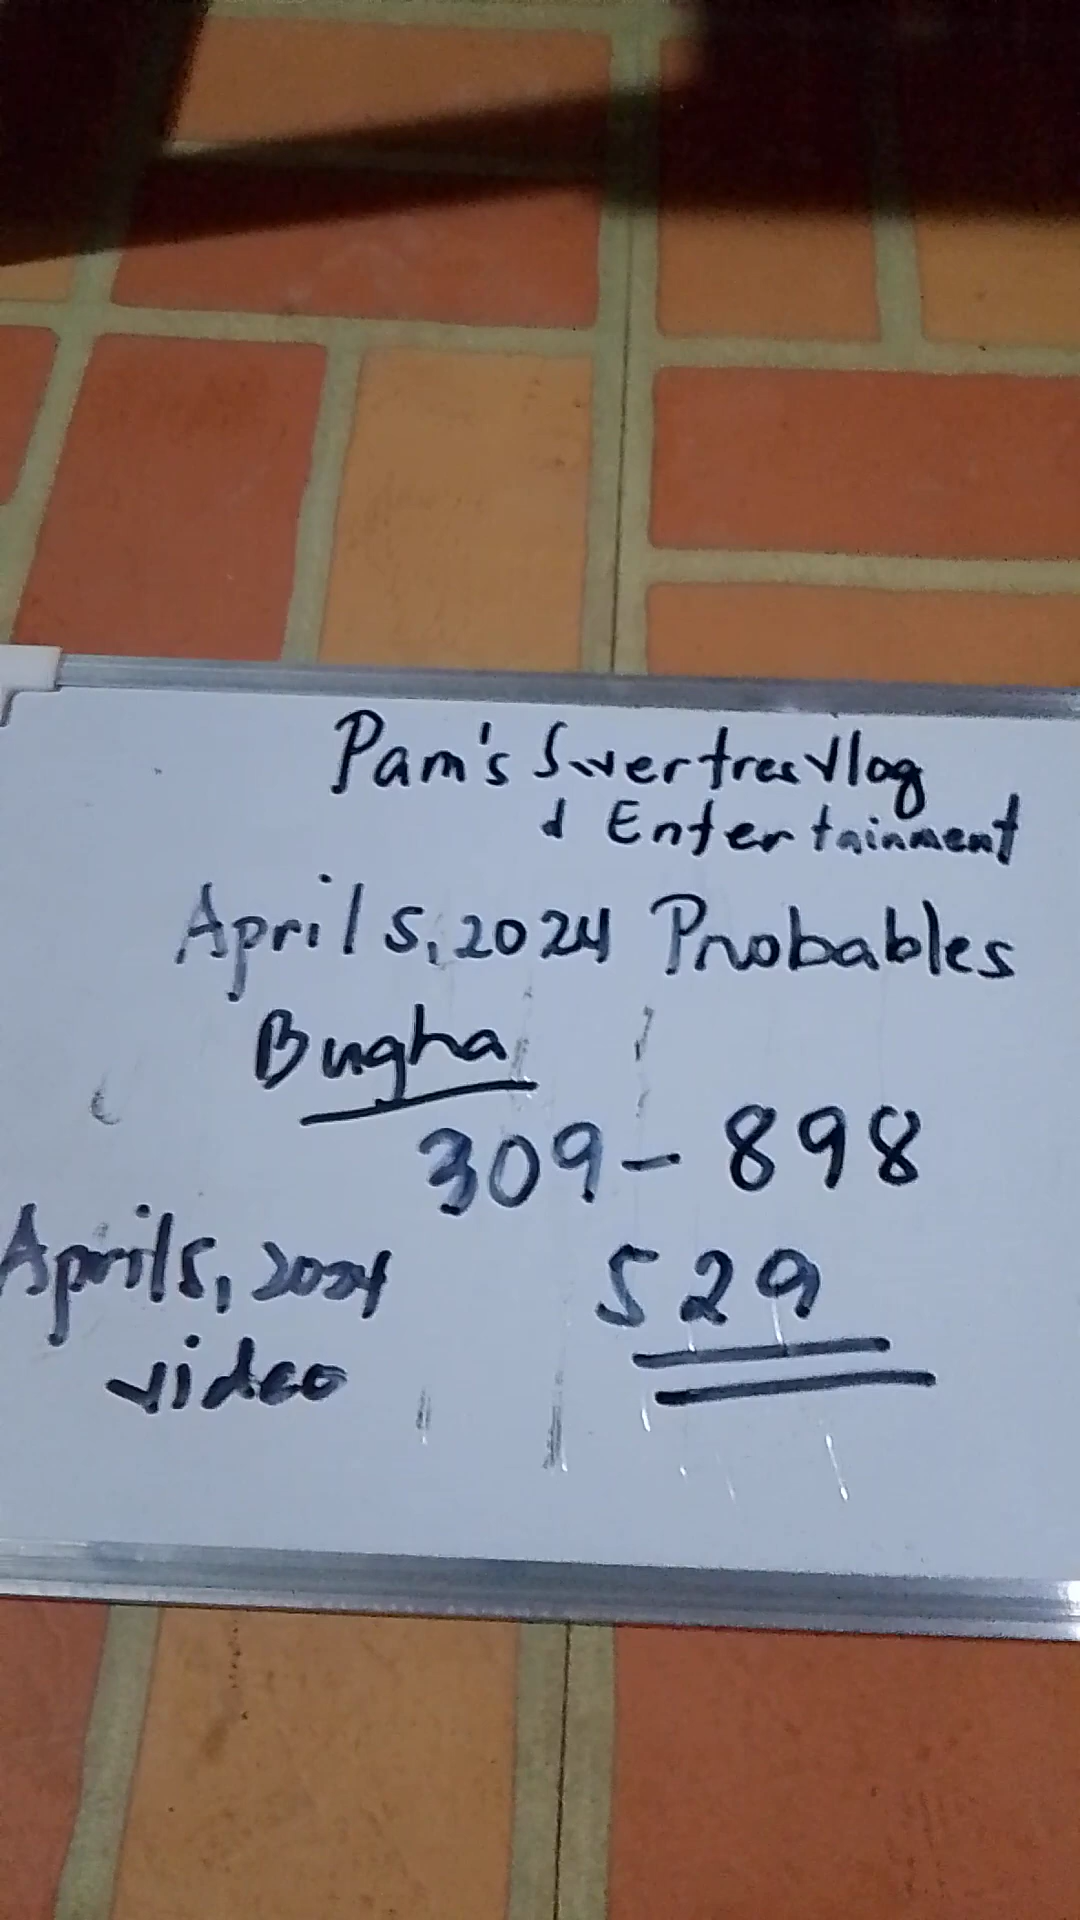 Pam's Swertres Vlog
& Entertainment
April 5, 2024 Probables
Bugha
309 - 898
529
April 5, 2024
video